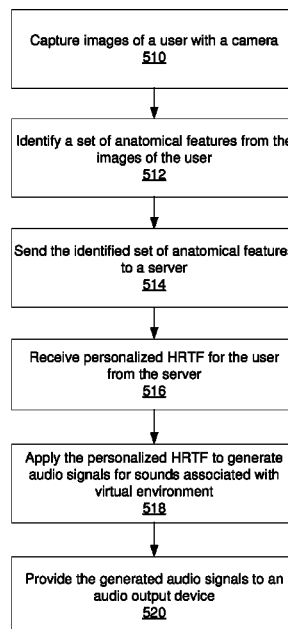 Capture images of a user with a camera
510
Identify a set of anatomical features from the
images of the user
512
Send the identified set of anatomical features
to a server
514
Receive personalized HRTF for the user
from the server
516
Apply the personalized HRTF to generate
audio signals for sounds associated with
virtual environment
518
Provide the generated audio signals to an
audio output device
520